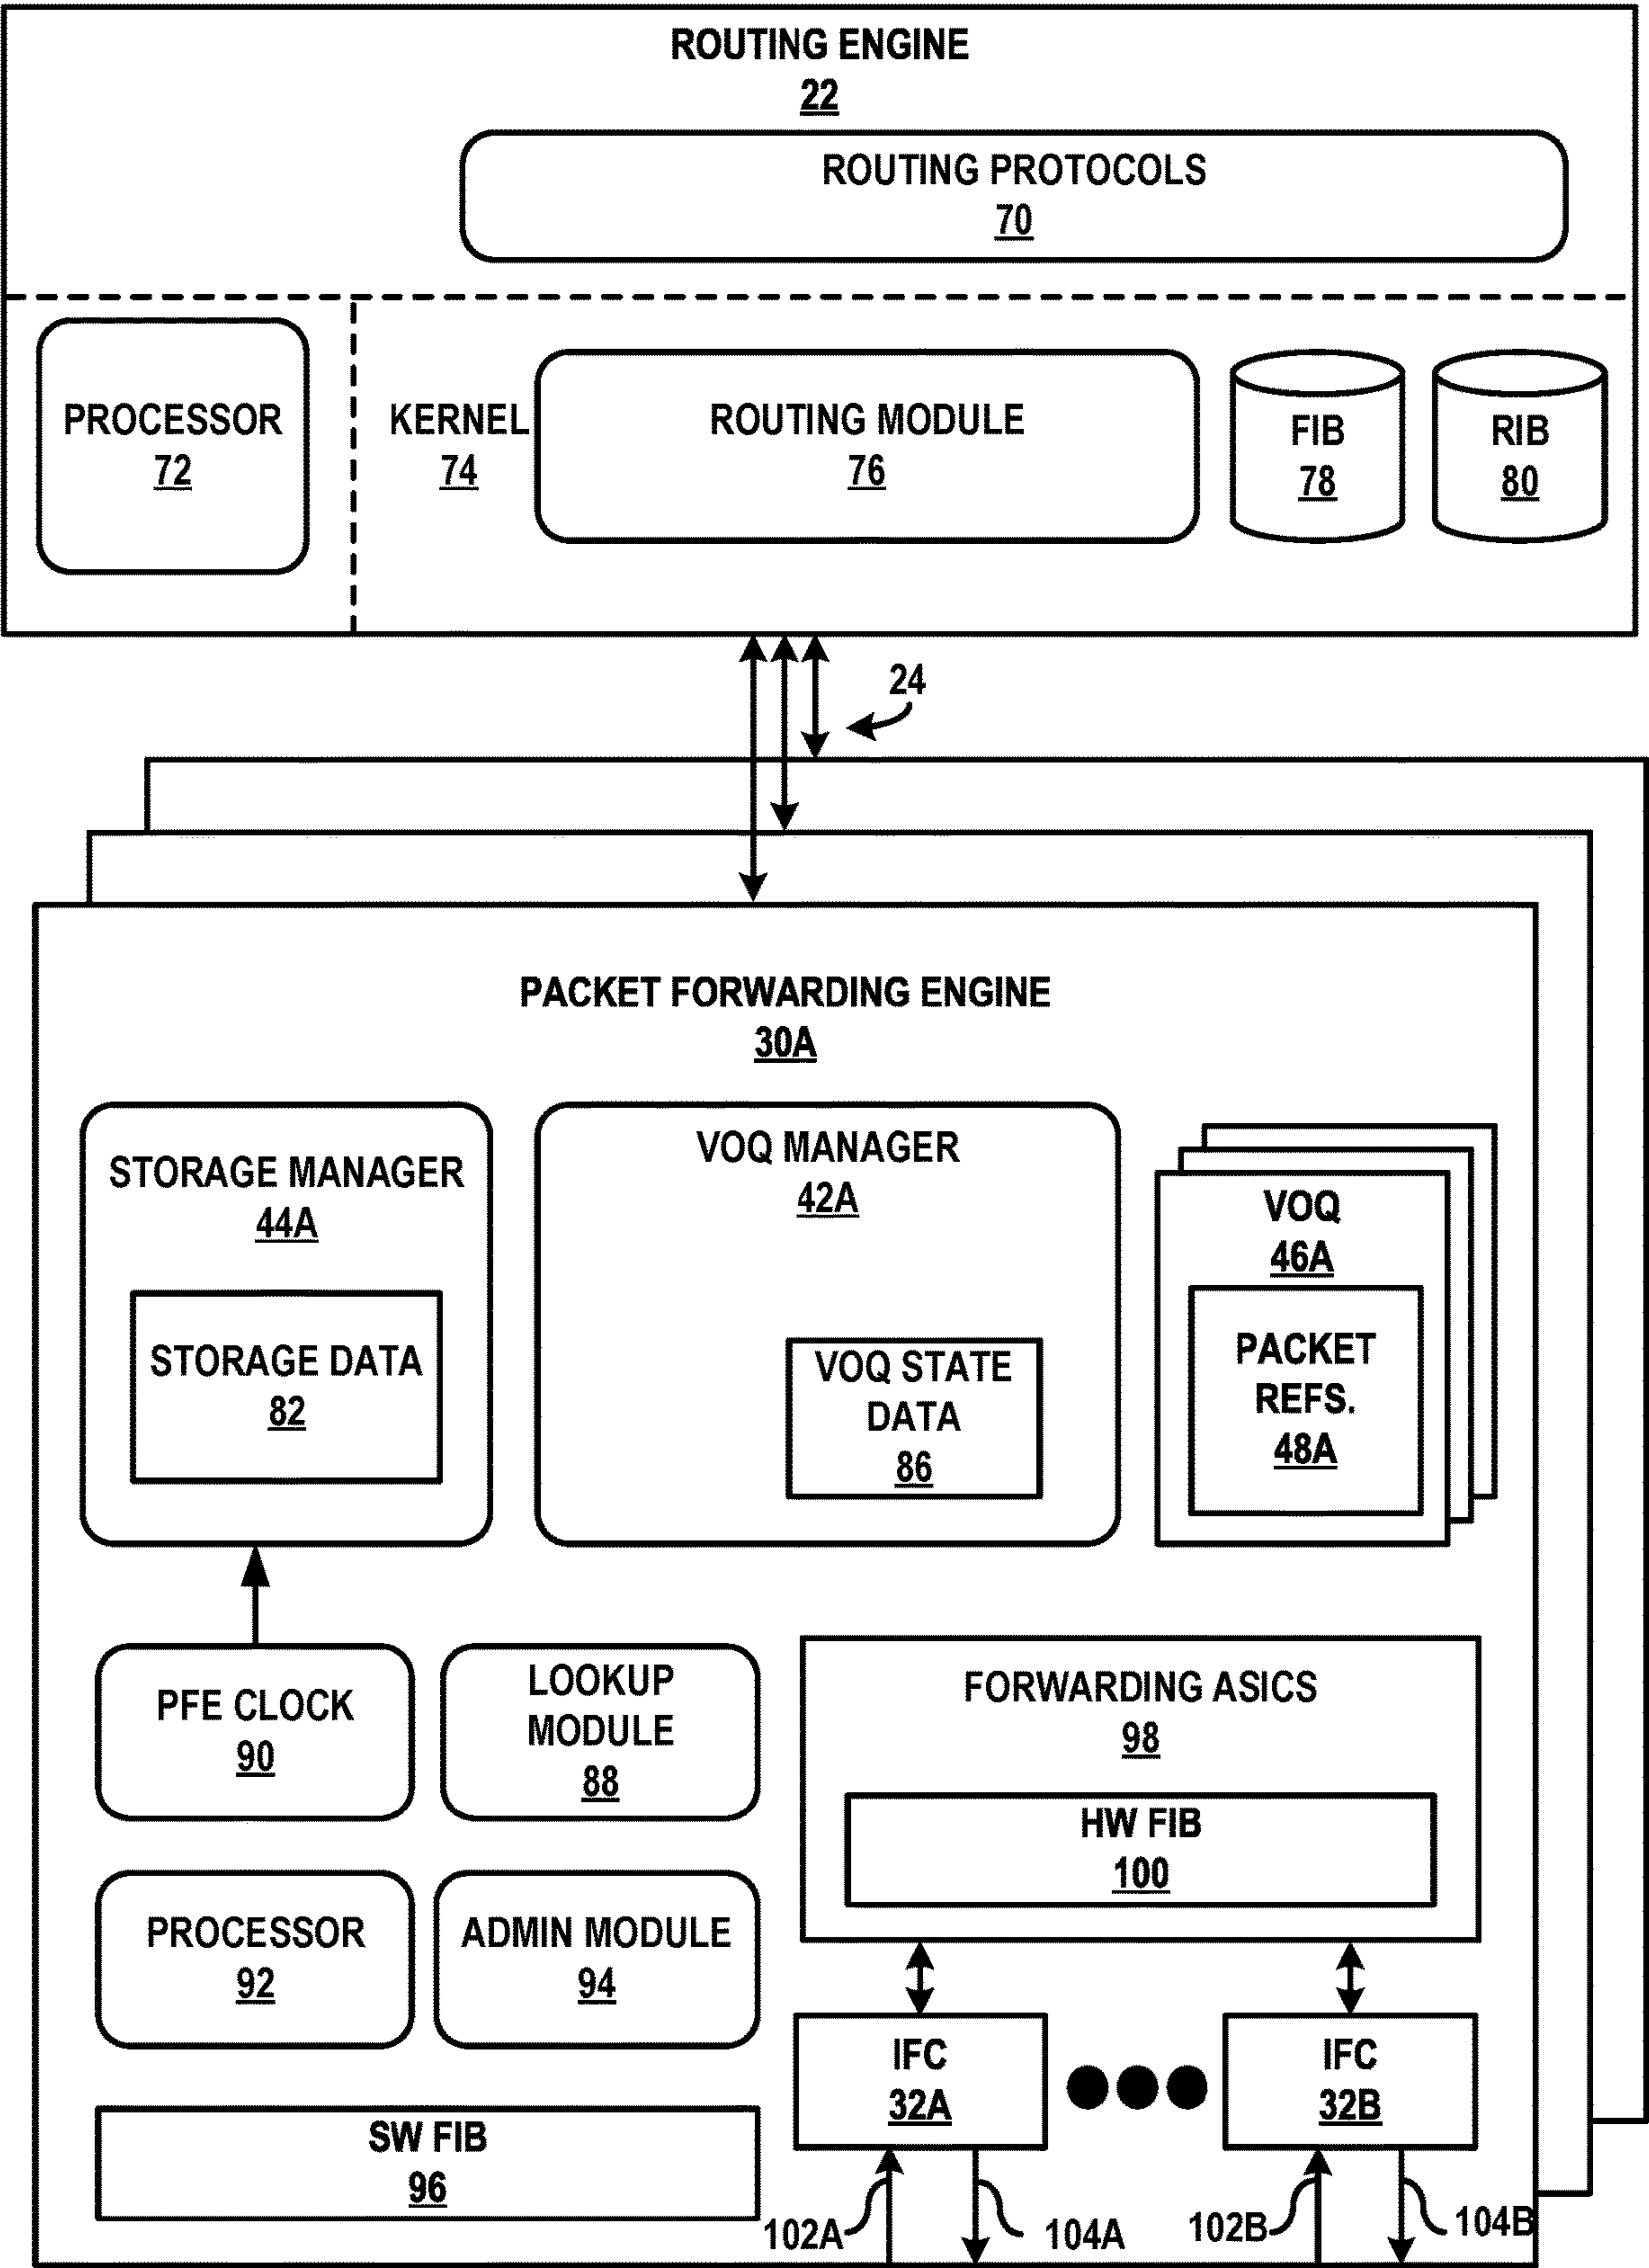 ROUTING ENGINE
22
ROUTING PROTOCOLS
70
PROCESSOR
72
KERNEL
74
ROUTING MODULE
76
FIB
78
RIB
80
24
PACKET FORWARDING ENGINE
30A
STORAGE MANAGER
44A
STORAGE DATA
82
VOQ MANAGER
42A
VOQ STATE
DATA
86
VOQ
46A
PACKET
REFS.
48A
PFE CLOCK
90
LOOKUP
MODULE
88
FORWARDING ASICS
98
HW FIB
100
PROCESSOR
92
ADMIN MODULE
94
IFC
32A
IFC
32B
SW FIB
96
102A
104A
102B
104B